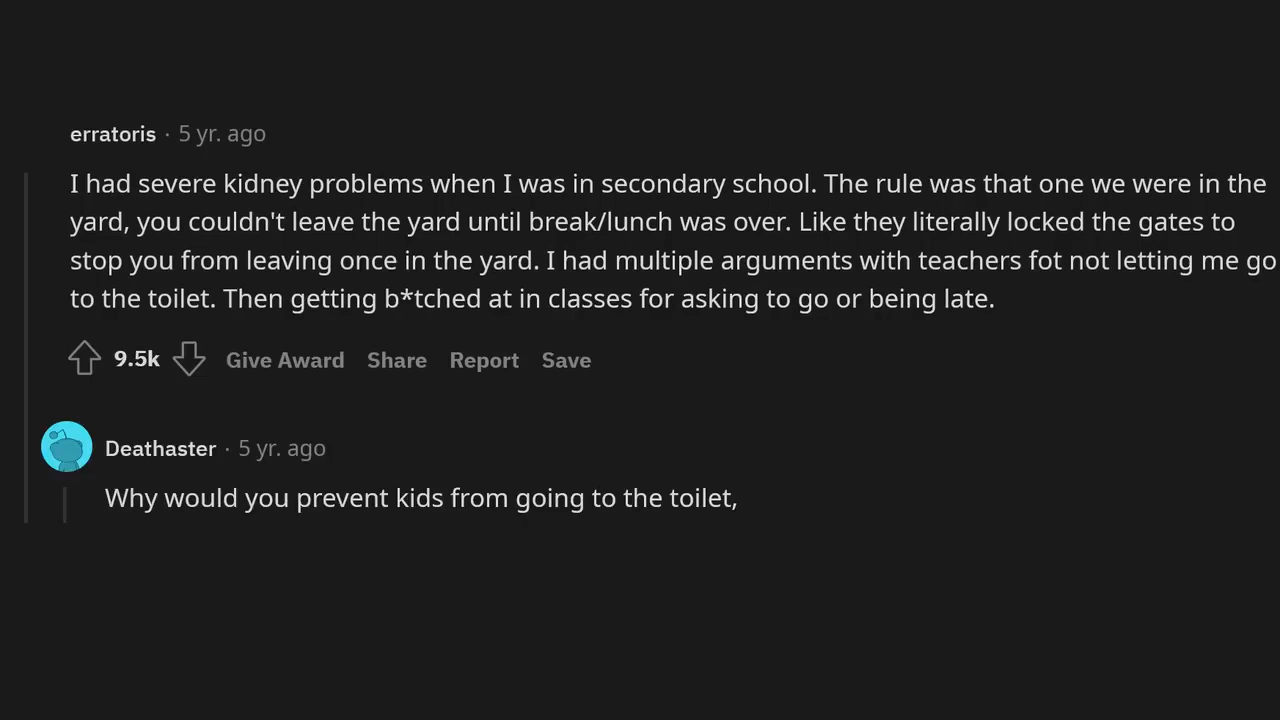 erratoris · 5 yr. ago
I had severe kidney problems when I was in secondary school. The rule was that one we were in the
yard, you couldn't leave the yard until break/lunch was over. Like they literally locked the gates to
stop you from leaving once in the yard. I had multiple arguments with teachers fot not letting me go
to the toilet. Then getting b*tched at in classes for asking to go or being late.
9.5k Give Award Share Report Save
Deathaster · 5 yr. ago
Why would you prevent kids from going to the toilet,